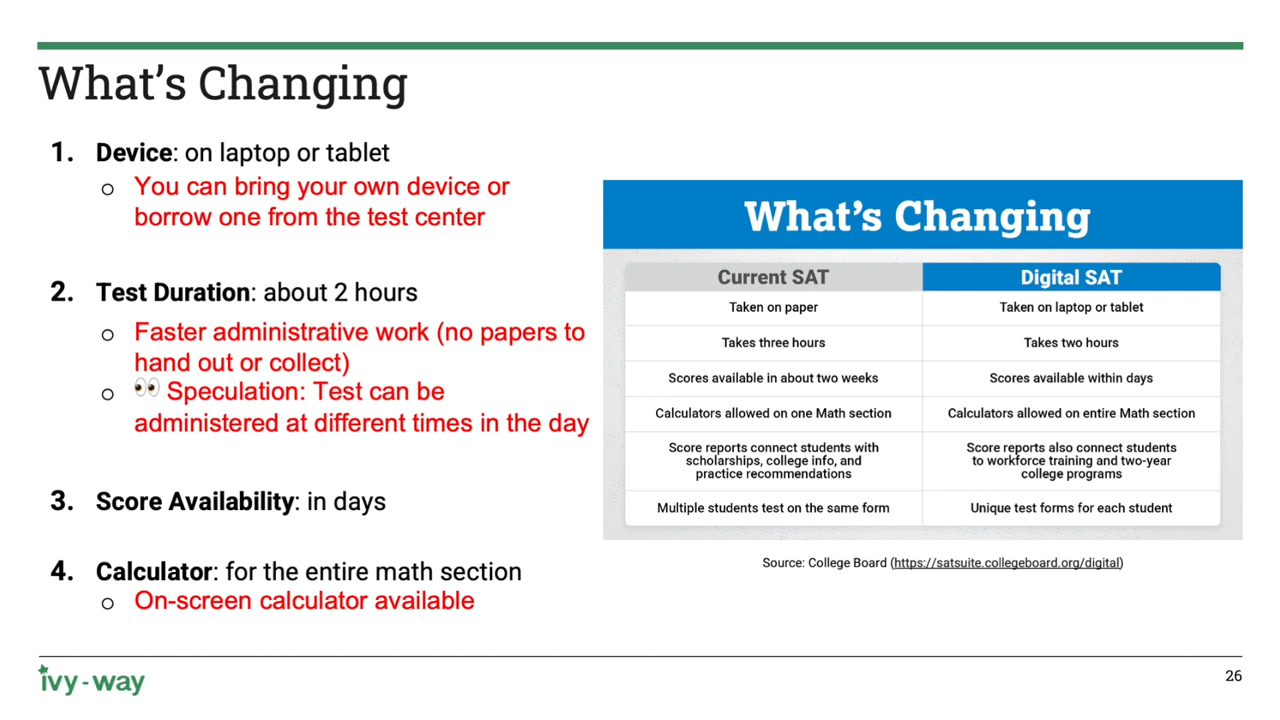 What's Changing
1. Device: on laptop or tablet
o You can bring your own device or
borrow one from the test center
2. Test Duration: about 2 hours
o Faster administrative work (no papers to
hand out or collect)
o 👀 Speculation: Test can be
administered at different times in the day
3. Score Availability: in days
4. Calculator: for the entire math section
o On-screen calculator available
What's Changing
Current SAT
Digital SAT
Taken on paper
Taken on laptop or tablet
Takes three hours
Takes two hours
Scores available in about two weeks
Scores available within days
Calculators allowed on one Math section
Calculators allowed on entire Math section
Score reports connect students with
scholarships, college info, and
practice recommendations
Score reports also connect students
to workforce training and two-year
college programs
Multiple students test on the same form
Unique test forms for each student
Source: College Board (https://satsuite.collegeboard.org/digital)
ivy-way
26